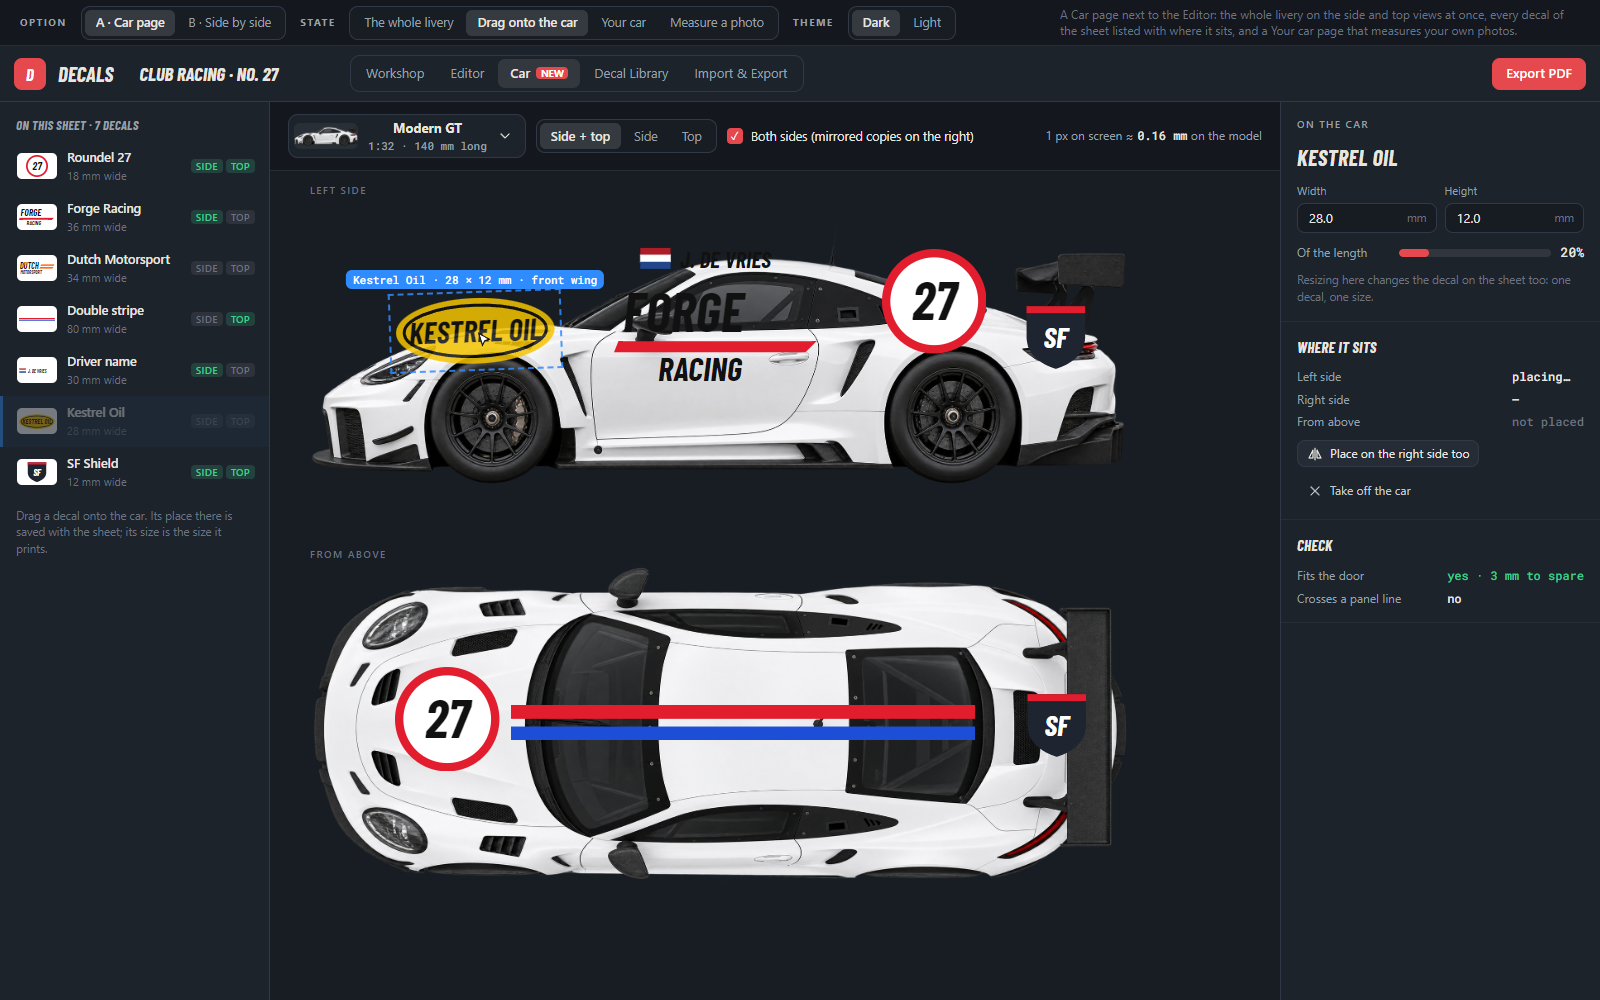 OPTION A · Car page B · Side by side STATE The whole livery Drag onto the car Your car Measure a photo THEME Dark Light
A Car page next to the Editor: the whole livery on the side and top views at once, every decal of
the sheet listed with where it sits, and a Your car page that measures your own photos.
D DECALS CLUB RACING · NO. 27 Workshop Editor Car NEW Decal Library Import & Export Export PDF
ON THIS SHEET · 7 DECALS
27 Roundel 27 SIDE TOP
18 mm wide
FORGE RACING Forge Racing SIDE TOP
36 mm wide
DUTCH MOTORSPORT Dutch Motorsport SIDE TOP
34 mm wide
Double stripe SIDE TOP
80 mm wide
J. DE VRIES Driver name SIDE TOP
30 mm wide
KESTREL OIL Kestrel Oil SIDE TOP
28 mm wide
SF SF Shield SIDE TOP
12 mm wide
Drag a decal onto the car. Its place there is
saved with the sheet; its size is the size it
prints.
Modern GT
1:32 · 140 mm long
Side + top Side Top Both sides (mirrored copies on the right) 1 px on screen ≈ 0.16 mm on the model
LEFT SIDE
J. DE VRIES
Kestrel Oil · 28 × 12 mm · front wing
KESTREL OIL
FORGE
RACING
27
SF
FROM ABOVE
27
SF
ON THE CAR
KESTREL OIL
Width Height
28.0 mm 12.0 mm
Of the length 20%
Resizing here changes the decal on the sheet too: one
decal, one size.
WHERE IT SITS
Left side placing…
Right side –
From above not placed
Place on the right side too
Take off the car
CHECK
Fits the door yes · 3 mm to spare
Crosses a panel line no